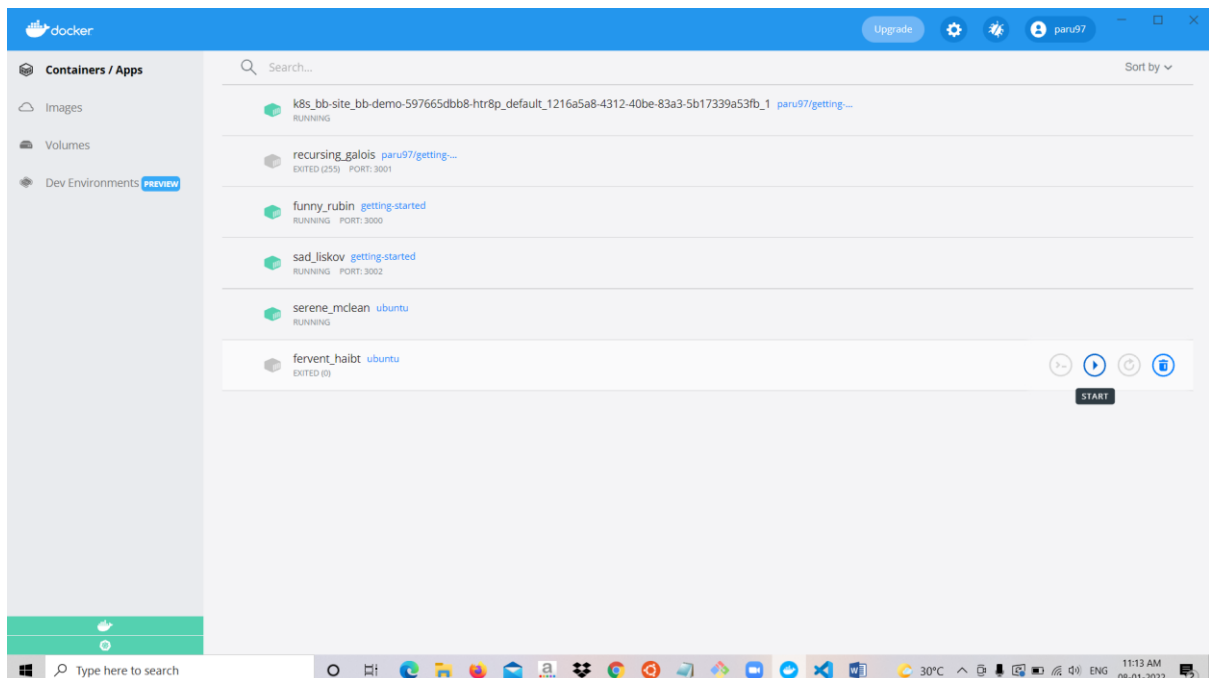 docker
Upgrade
paru97
Containers / Apps
Images
Volumes
Dev Environments PREVIEW
Search...
Sort by
k8s_bb-site_bb-demo-597665dbb8-htr8p_default_1216a5a8-4312-40be-83a3-5b17339a53fb_1 paru97/getting-...
RUNNING
recursing_galois paru97/getting-...
EXITED (255) PORT: 3001
funny_rubin getting-started
RUNNING PORT: 3000
sad_liskov getting-started
RUNNING PORT: 3002
serene_mclean ubuntu
RUNNING
fervent_haibt ubuntu
EXITED (0)
START
Type here to search
a
30°C
ENG
11:13 AM
08-01-2022